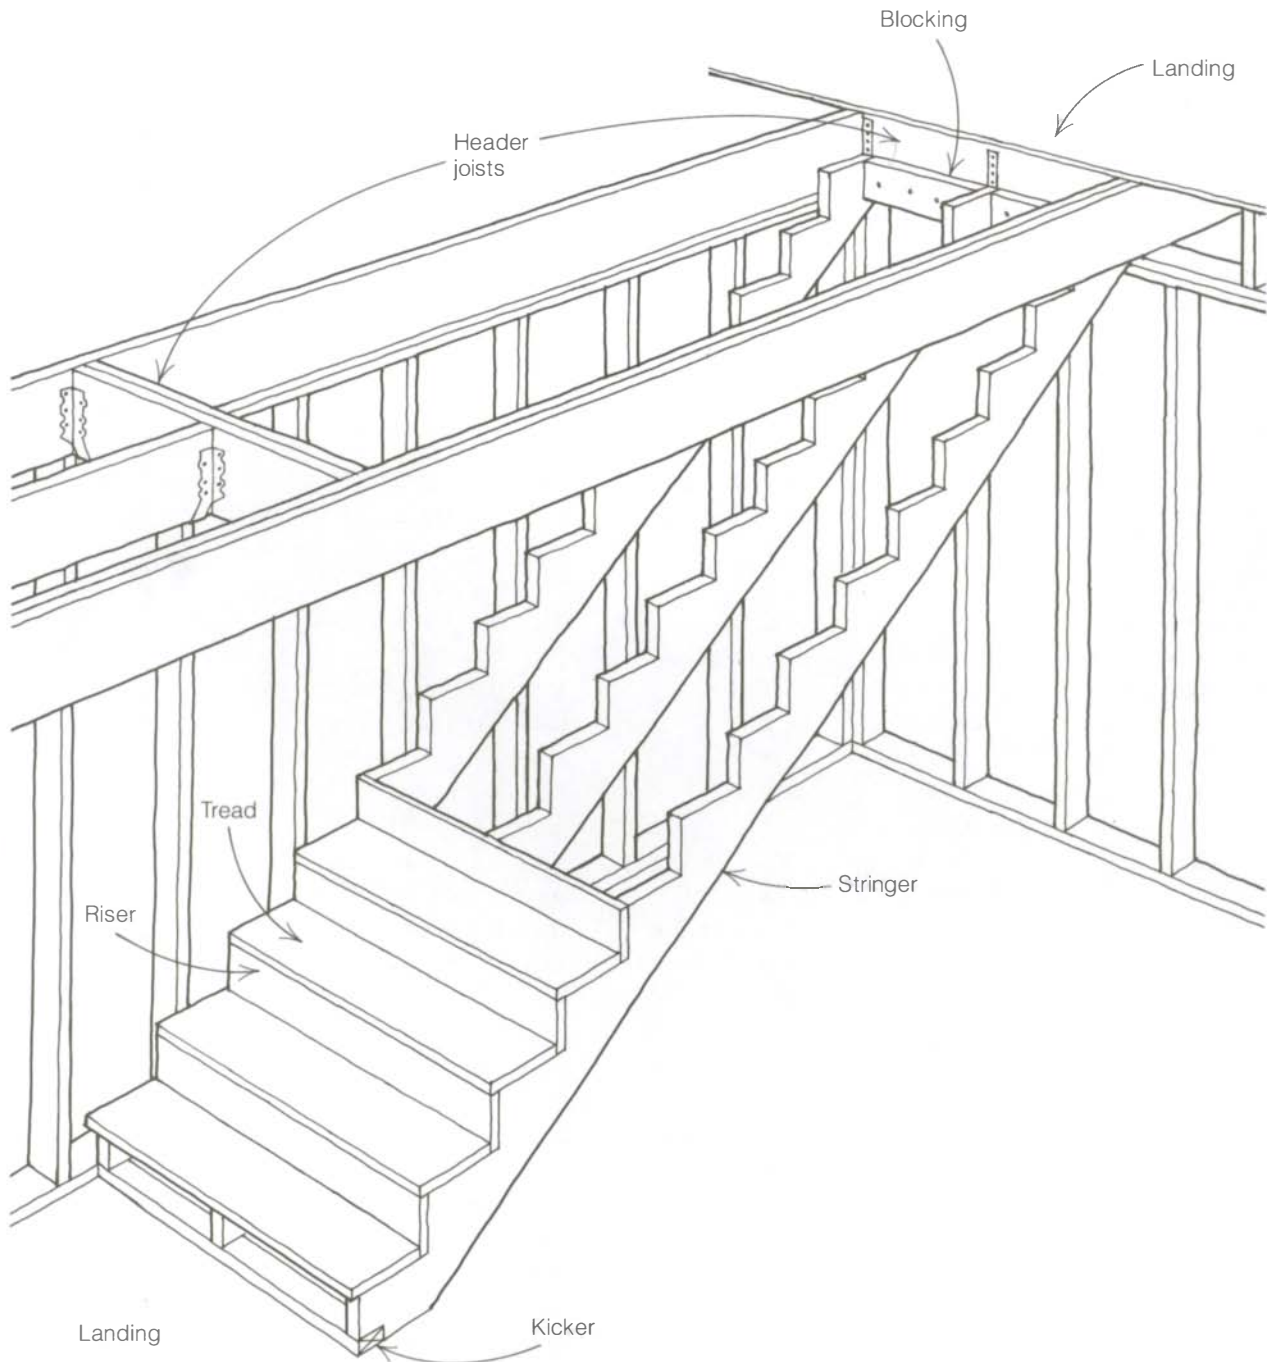 Blocking
Landing
Header
joists
Tread
Riser
Stringer
Landing
Kicker